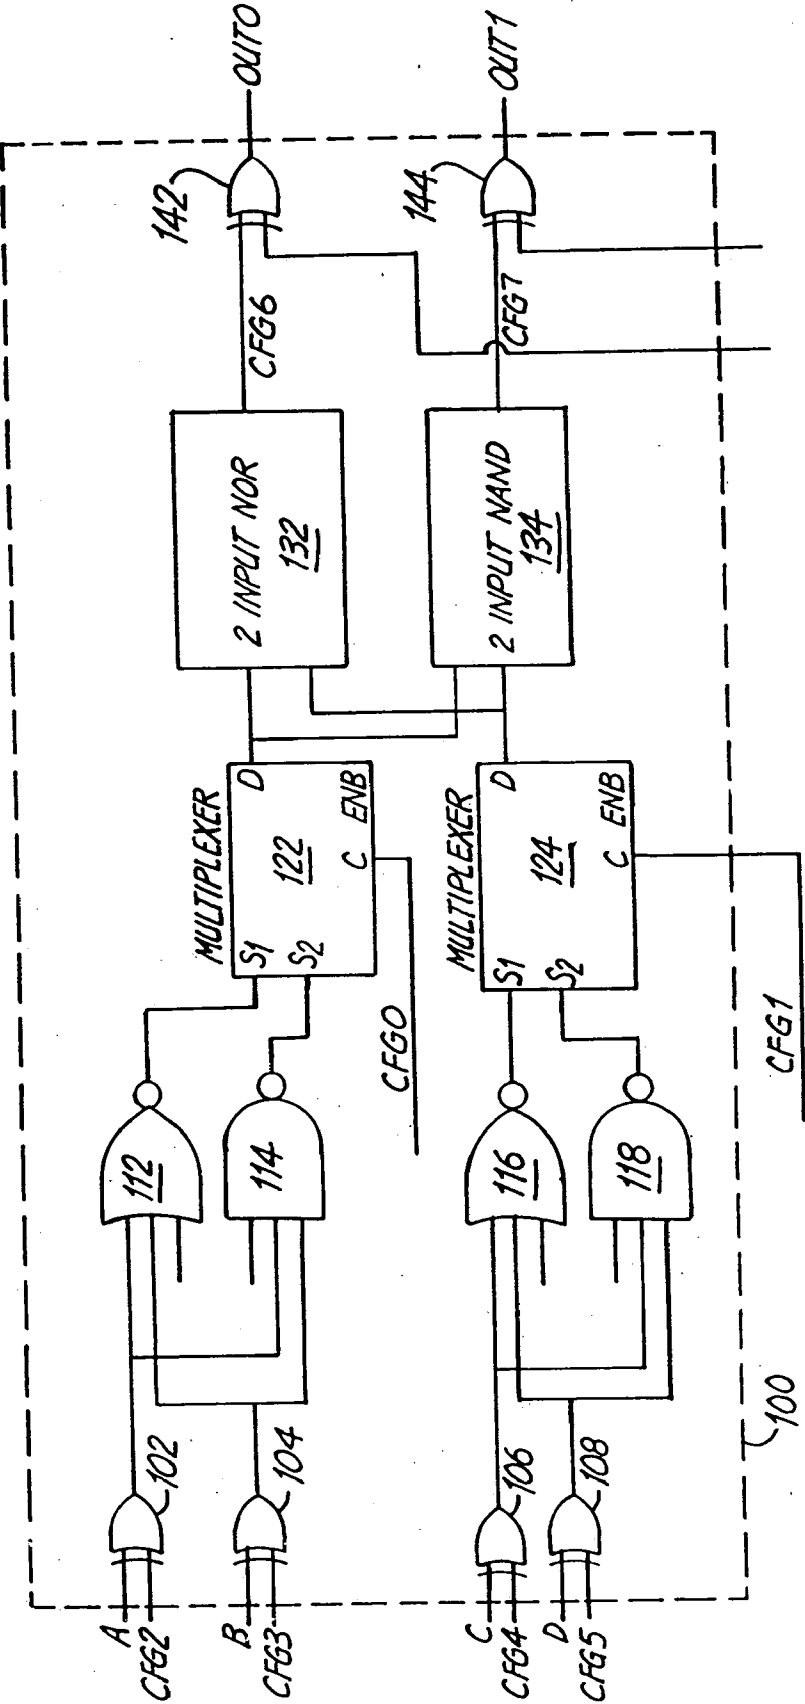 A
CFG2
B
CFG3
C
CFG4
D
CFG5
102
104
106
108
112
114
116
118
MULTIPLEXER
S1
S2
122
D
C
ENB
CFG0
MULTIPLEXER
S1
S2
124
D
C
ENB
CFG1
2 INPUT NOR
132
2 INPUT NAND
134
CFG6
CFG7
142
144
OUT0
OUT1
100